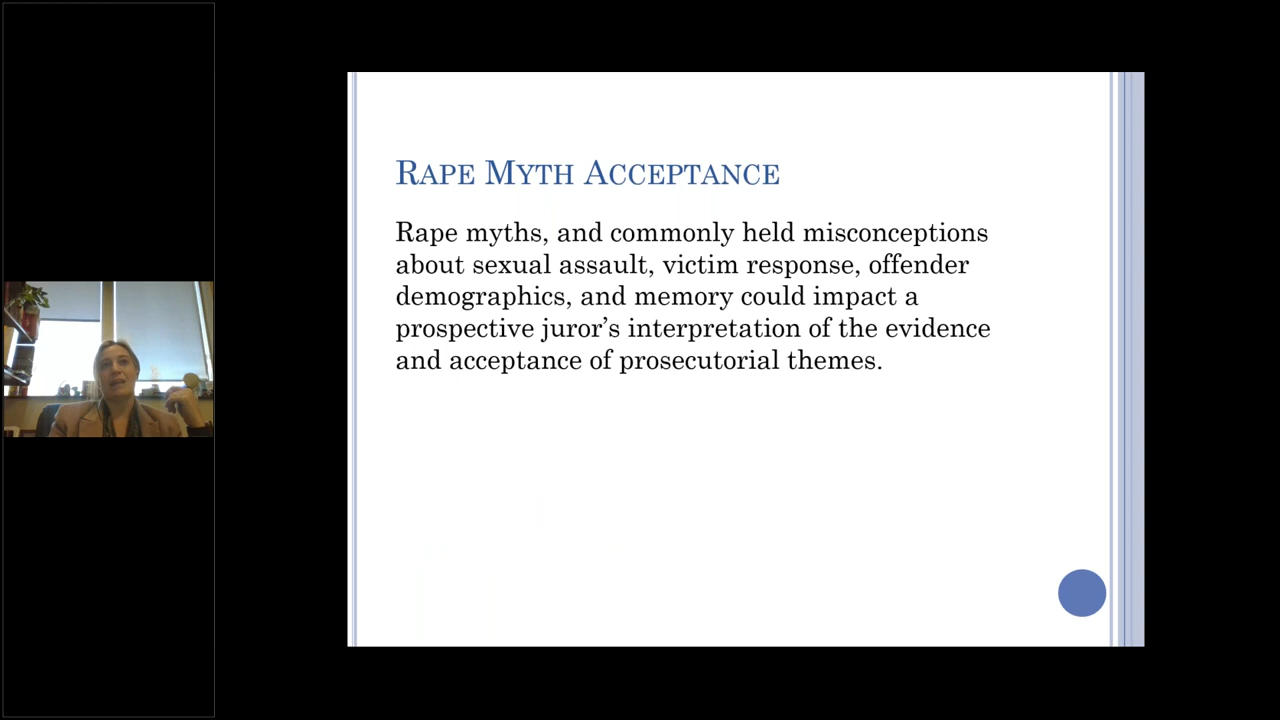 RAPE MYTH ACCEPTANCE
Rape myths, and commonly held misconceptions
about sexual assault, victim response, offender
demographics, and memory could impact a
prospective juror’s interpretation of the evidence
and acceptance of prosecutorial themes.